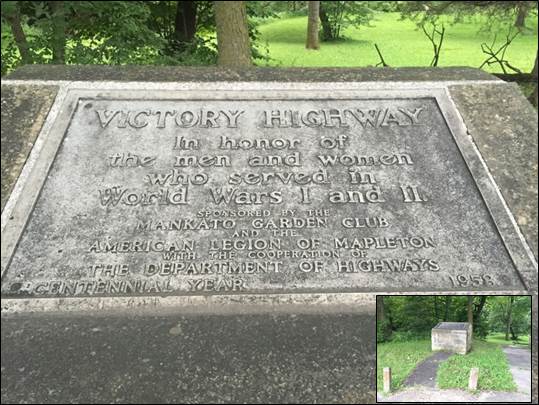 VICTORY HIGHWAY
In honor of
the men and women
who served in
World Wars I and II.
SPONSORED BY THE
MANKATO GARDEN CLUB
AND THE
AMERICAN LEGION OF MAPLETON
WITH THE COOPERATION OF
THE DEPARTMENT OF HIGHWAYS
CENTENNIAL YEAR 1958